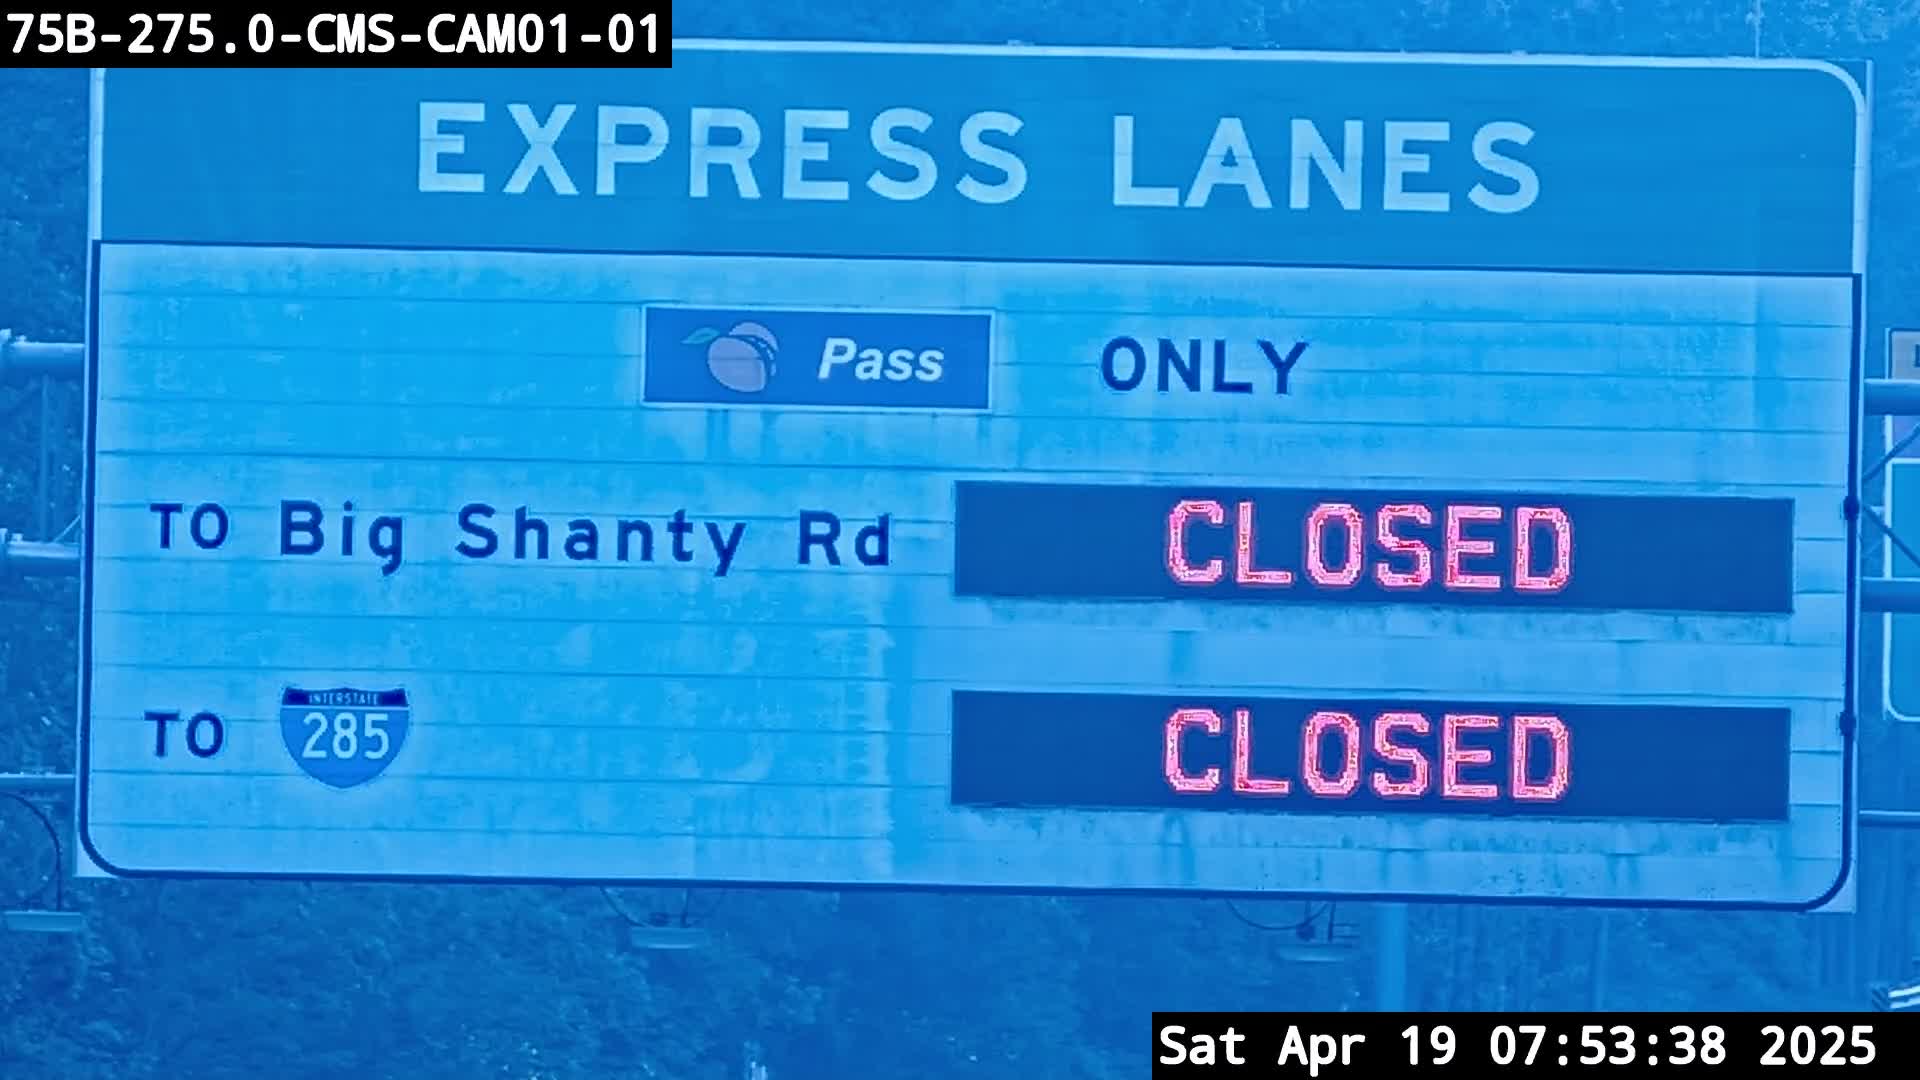 75B-275.0-CMS-CAM01-01
EXPRESS LANES
Pass ONLY
TO Big Shanty Rd CLOSED
TO INTERSTATE 285 CLOSED
Sat Apr 19 07:53:38 2025